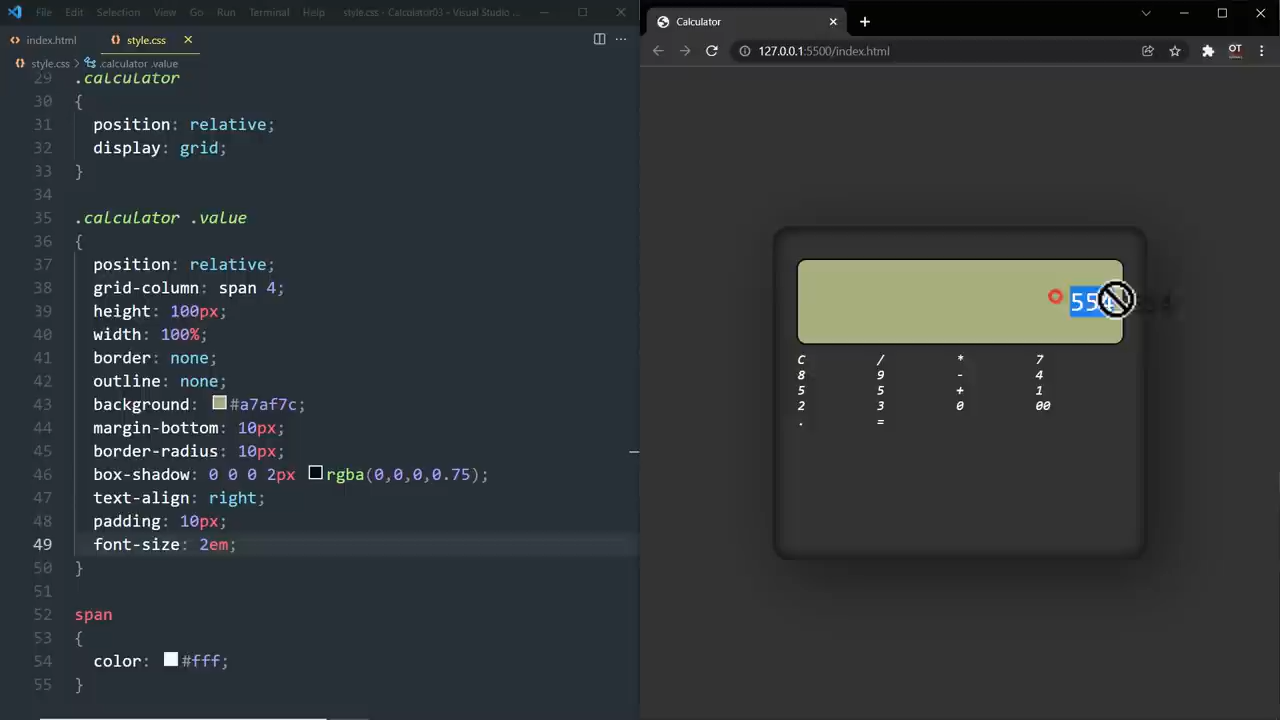 File Edit Selection View Go Run Terminal Help style.css - Calculator03 - Visual Studio ...
index.html style.css
style.css > .calculator .value
29 .calculator
30 {
31 position: relative;
32 display: grid;
33 }
34
35 .calculator .value
36 {
37 position: relative;
38 grid-column: span 4;
39 height: 100px;
40 width: 100%;
41 border: none;
42 outline: none;
43 background: #a7af7c;
44 margin-bottom: 10px;
45 border-radius: 10px;
46 box-shadow: 0 0 0 2px rgba(0,0,0,0.75);
47 text-align: right;
48 padding: 10px;
49 font-size: 2em;
50 }
51
52 span
53 {
54 color: #fff;
55 }
Calculator
127.0.0.1:5500/index.html
OT
C / * 7
8 9 - 4
5 5 + 1
2 3 0 00
. =